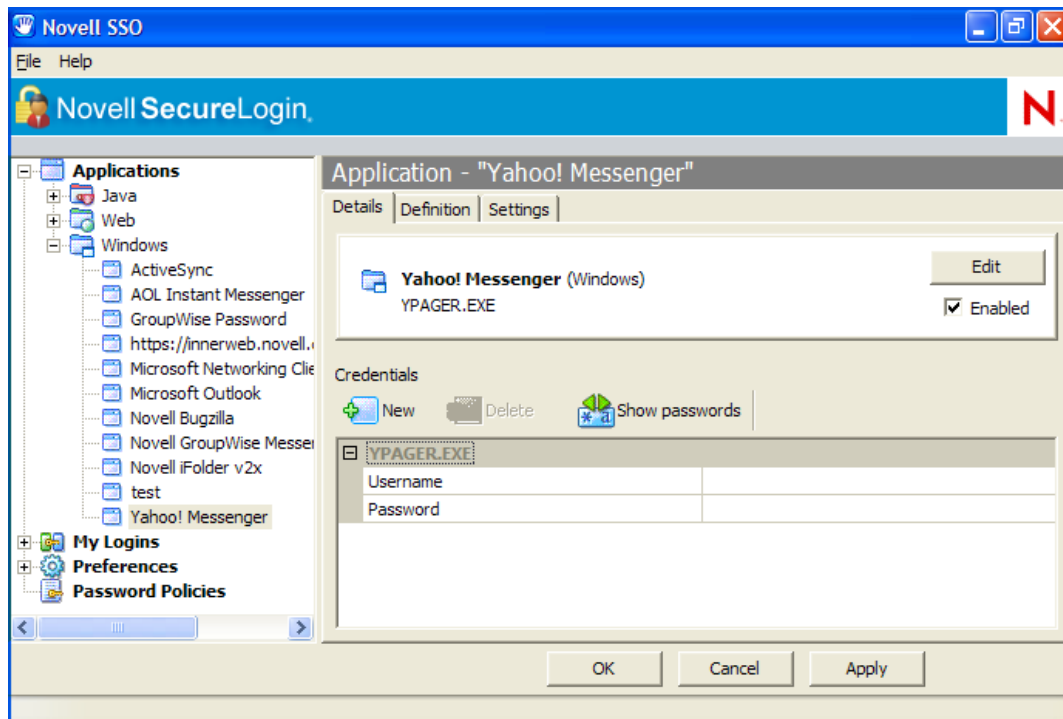 Novell SSO
File Help
Novell SecureLogin.
N.
Applications
Java
Web
Windows
ActiveSync
AOL Instant Messenger
GroupWise Password
https://innerweb.novell.
Microsoft Networking Clie
Microsoft Outlook
Novell Bugzilla
Novell GroupWise Messe
Novell iFolder v2x
test
Yahoo! Messenger
My Logins
Preferences
Password Policies
Application - "Yahoo! Messenger"
Details Definition Settings
Yahoo! Messenger (Windows)
YPAGER.EXE
Edit
Enabled
Credentials
New Delete Show passwords
YPAGER.EXE
Username
Password
OK Cancel Apply